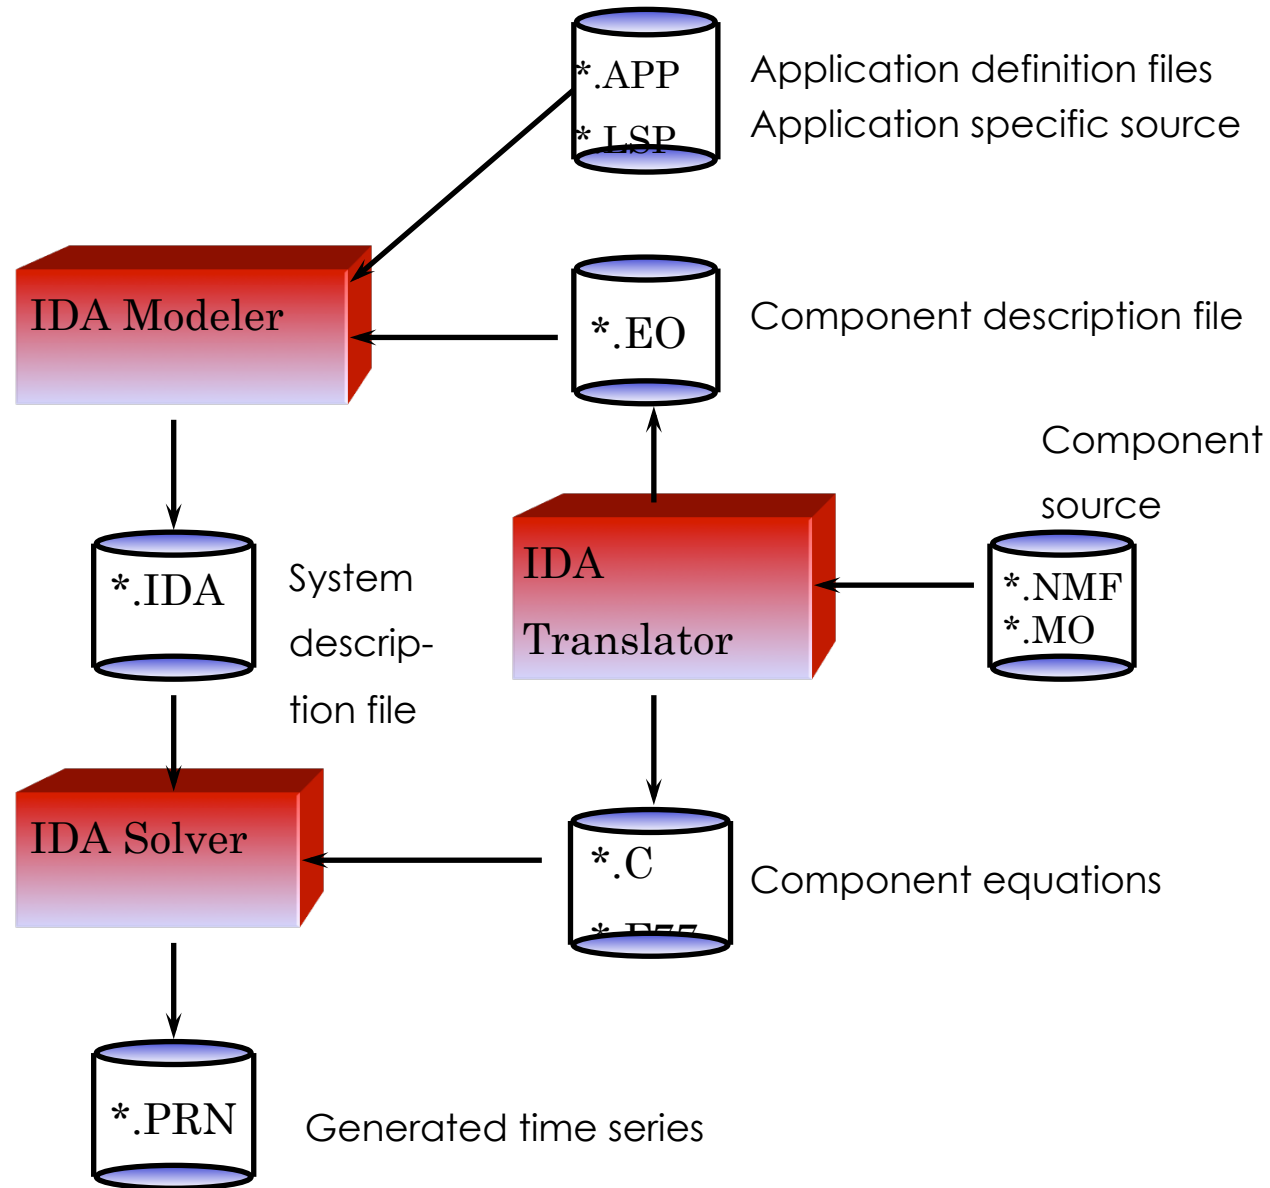 *.APP
*.LSP
Application definition files
Application specific source
IDA Modeler
*.EO
Component description file
Component
source
*.IDA
System
descrip-
tion file
IDA
Translator
*.NMF
*.MO
IDA Solver
*.C
*.F77
Component equations
*.PRN
Generated time series